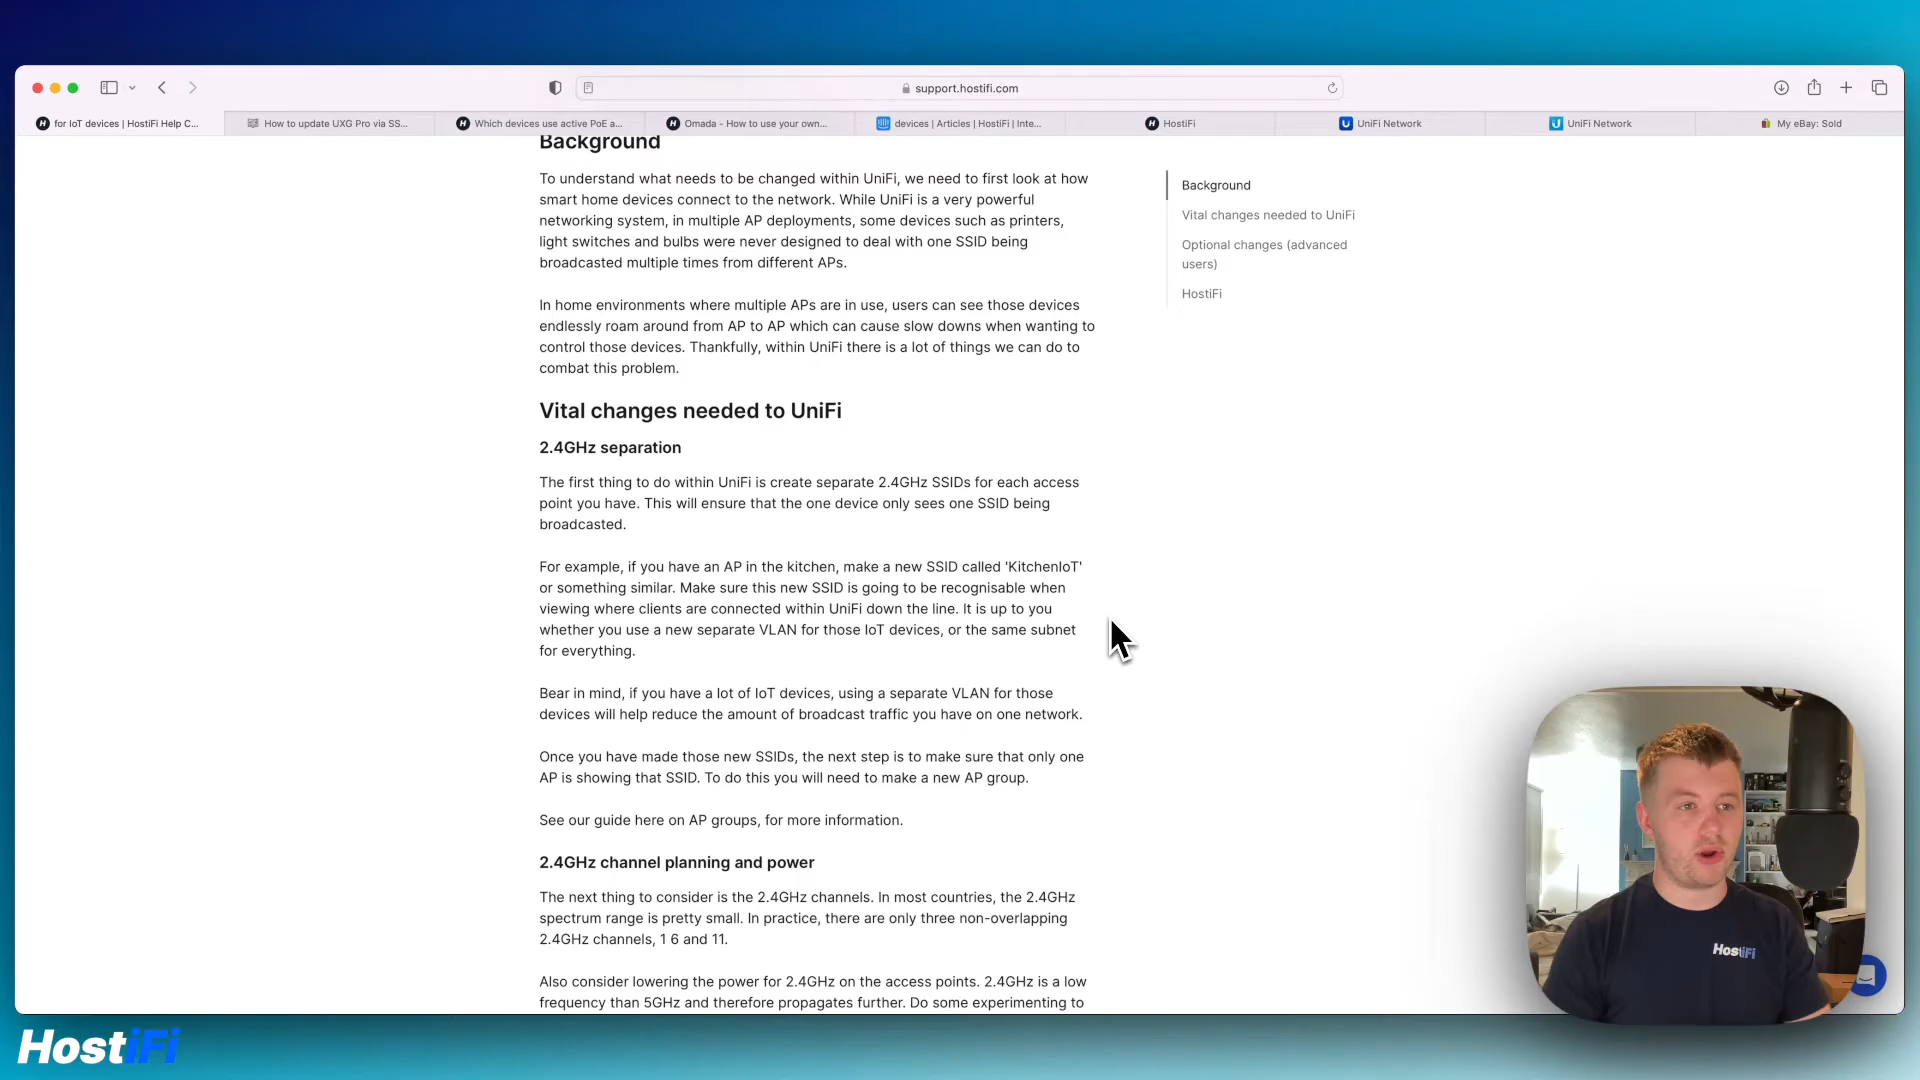 support.hostifi.com
for IoT devices | HostiFi Help C...
How to update UXG Pro via SS...
Which devices use active PoE a...
Omada - How to use your own...
devices | Articles | HostiFi | Inte...
HostiFi
UniFi Network
UniFi Network
My eBay: Sold
Background
To understand what needs to be changed within UniFi, we need to first look at how
smart home devices connect to the network. While UniFi is a very powerful
networking system, in multiple AP deployments, some devices such as printers,
light switches and bulbs were never designed to deal with one SSID being
broadcasted multiple times from different APs.
In home environments where multiple APs are in use, users can see those devices
endlessly roam around from AP to AP which can cause slow downs when wanting to
control those devices. Thankfully, within UniFi there is a lot of things we can do to
combat this problem.
Vital changes needed to UniFi
2.4GHz separation
The first thing to do within UniFi is create separate 2.4GHz SSIDs for each access
point you have. This will ensure that the one device only sees one SSID being
broadcasted.
For example, if you have an AP in the kitchen, make a new SSID called 'KitchenIoT'
or something similar. Make sure this new SSID is going to be recognisable when
viewing where clients are connected within UniFi down the line. It is up to you
whether you use a new separate VLAN for those IoT devices, or the same subnet
for everything.
Bear in mind, if you have a lot of IoT devices, using a separate VLAN for those
devices will help reduce the amount of broadcast traffic you have on one network.
Once you have made those new SSIDs, the next step is to make sure that only one
AP is showing that SSID. To do this you will need to make a new AP group.
See our guide here on AP groups, for more information.
2.4GHz channel planning and power
The next thing to consider is the 2.4GHz channels. In most countries, the 2.4GHz
spectrum range is pretty small. In practice, there are only three non-overlapping
2.4GHz channels, 1 6 and 11.
Also consider lowering the power for 2.4GHz on the access points. 2.4GHz is a low
frequency than 5GHz and therefore propagates further. Do some experimenting to
Background
Vital changes needed to UniFi
Optional changes (advanced
users)
HostiFi
HostiFi
HostiFi